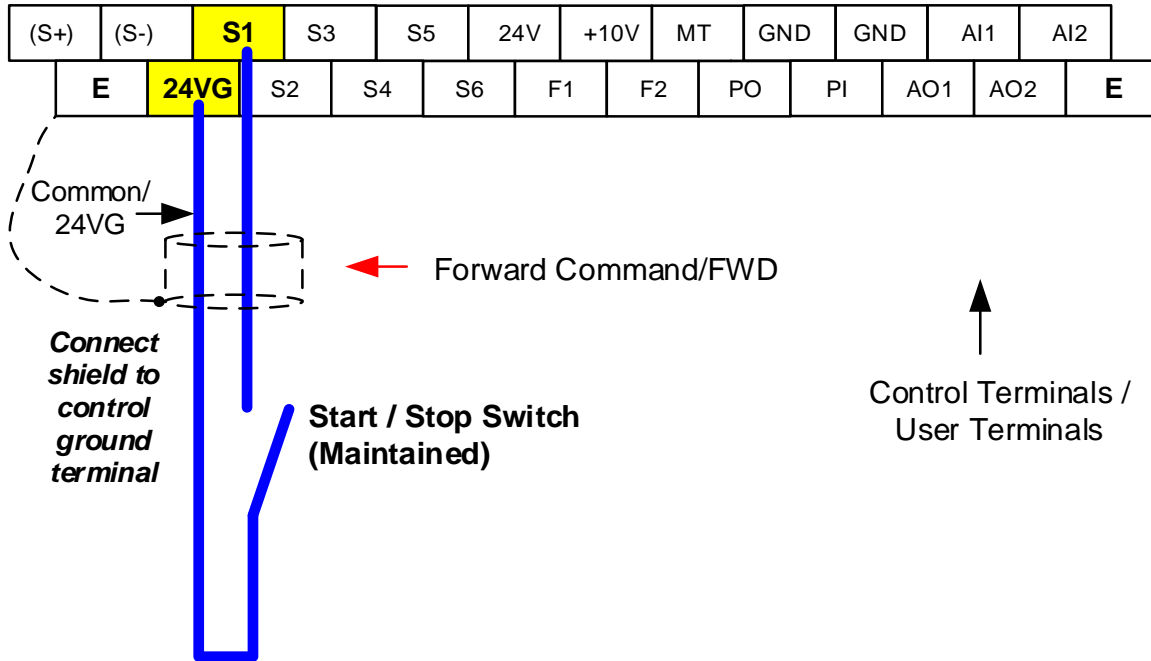 (S+) (S-) S1 S3 S5 24V +10V MT GND GND AI1 AI2
E 24VG S2 S4 S6 F1 F2 PO PI AO1 AO2 E
Common/
24VG
Forward Command/FWD
Connect
shield to
control
ground
terminal
Start / Stop Switch
(Maintained)
Control Terminals /
User Terminals